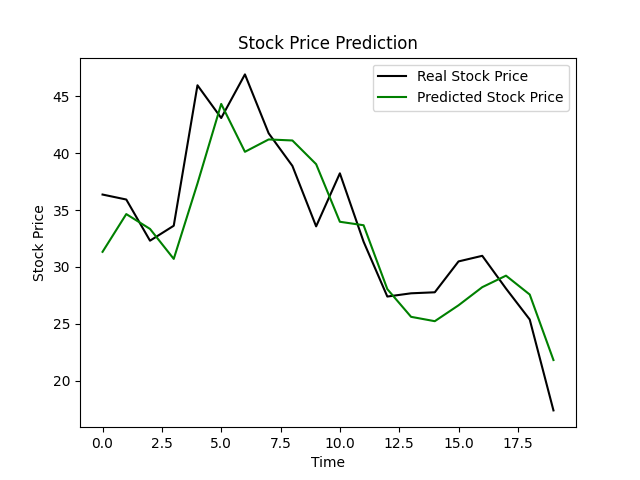 Stock Price Prediction
Real Stock Price
Predicted Stock Price
Stock Price
45
40
35
30
25
20
0.0 2.5 5.0 7.5 10.0 12.5 15.0 17.5
Time